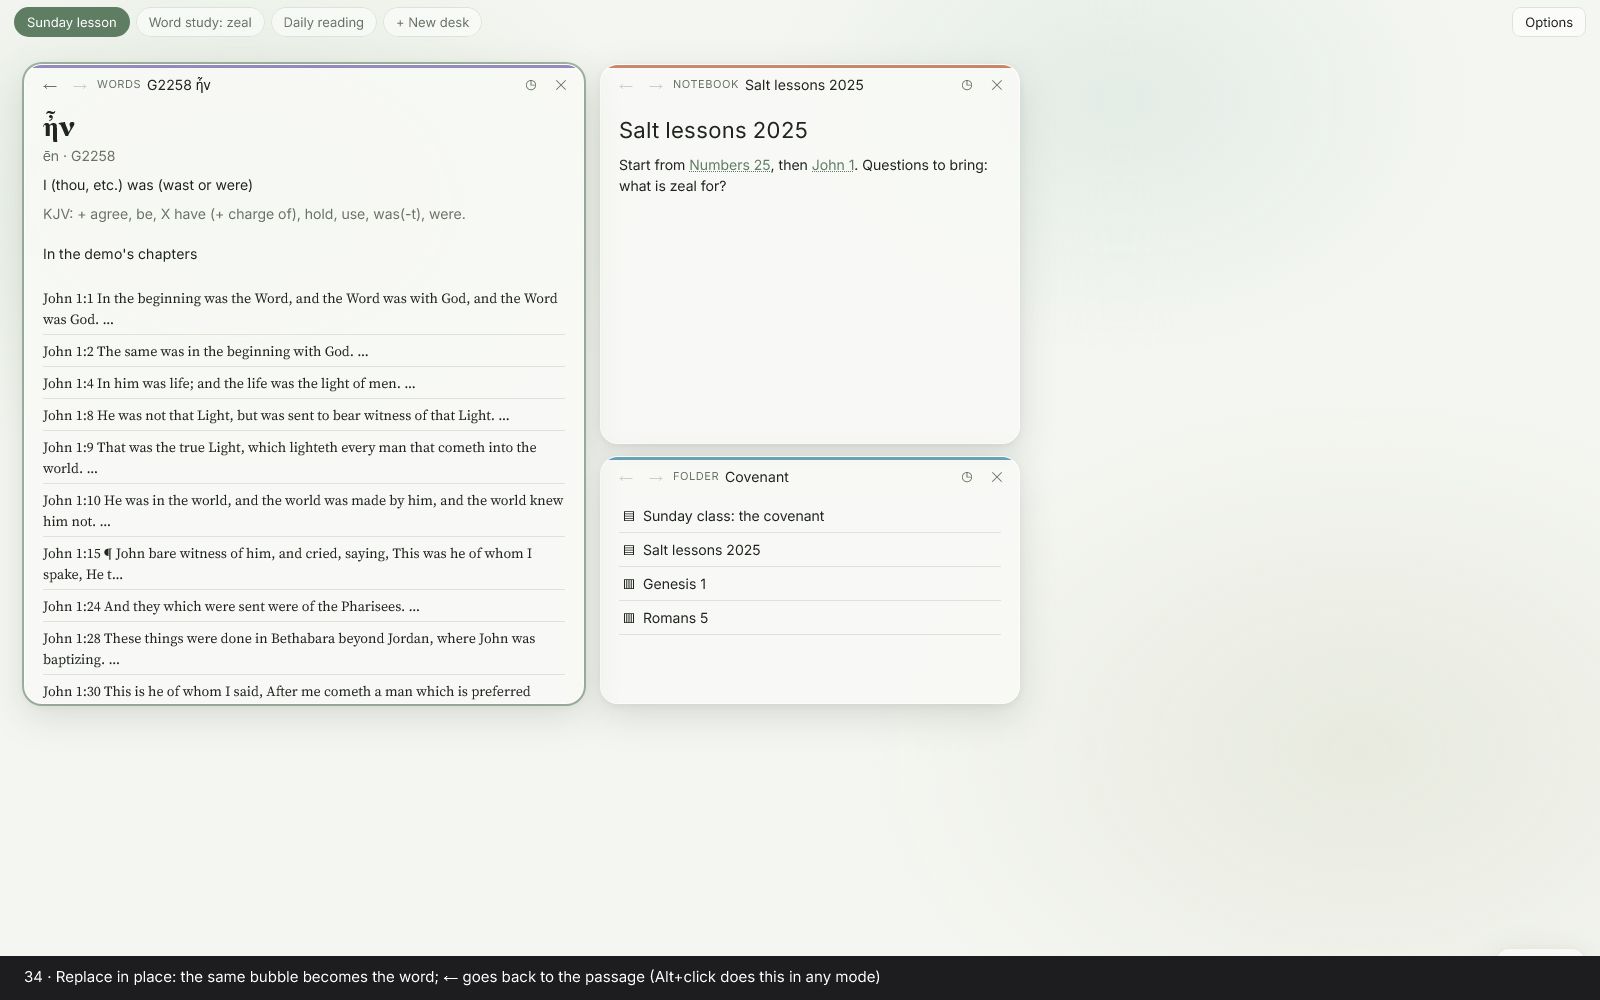 Sunday lesson
Word study: zeal
Daily reading
+ New desk
Options
← → WORDS G2258 ἦν
ἦν
ēn · G2258
I (thou, etc.) was (wast or were)
KJV: + agree, be, X have (+ charge of), hold, use, was(-t), were.
In the demo's chapters
John 1:1 In the beginning was the Word, and the Word was with God, and the Word
was God. ...
John 1:2 The same was in the beginning with God. ...
John 1:4 In him was life; and the life was the light of men. ...
John 1:8 He was not that Light, but was sent to bear witness of that Light. ...
John 1:9 That was the true Light, which lighteth every man that cometh into the
world. ...
John 1:10 He was in the world, and the world was made by him, and the world knew
him not. ...
John 1:15 ¶ John bare witness of him, and cried, saying, This was he of whom I
spake, He t...
John 1:24 And they which were sent were of the Pharisees. ...
John 1:28 These things were done in Bethabara beyond Jordan, where John was
baptizing. ...
John 1:30 This is he of whom I said, After me cometh a man which is preferred
← → NOTEBOOK Salt lessons 2025
Salt lessons 2025
Start from Numbers 25, then John 1. Questions to bring:
what is zeal for?
← → FOLDER Covenant
Sunday class: the covenant
Salt lessons 2025
Genesis 1
Romans 5
34 · Replace in place: the same bubble becomes the word; ← goes back to the passage (Alt+click does this in any mode)